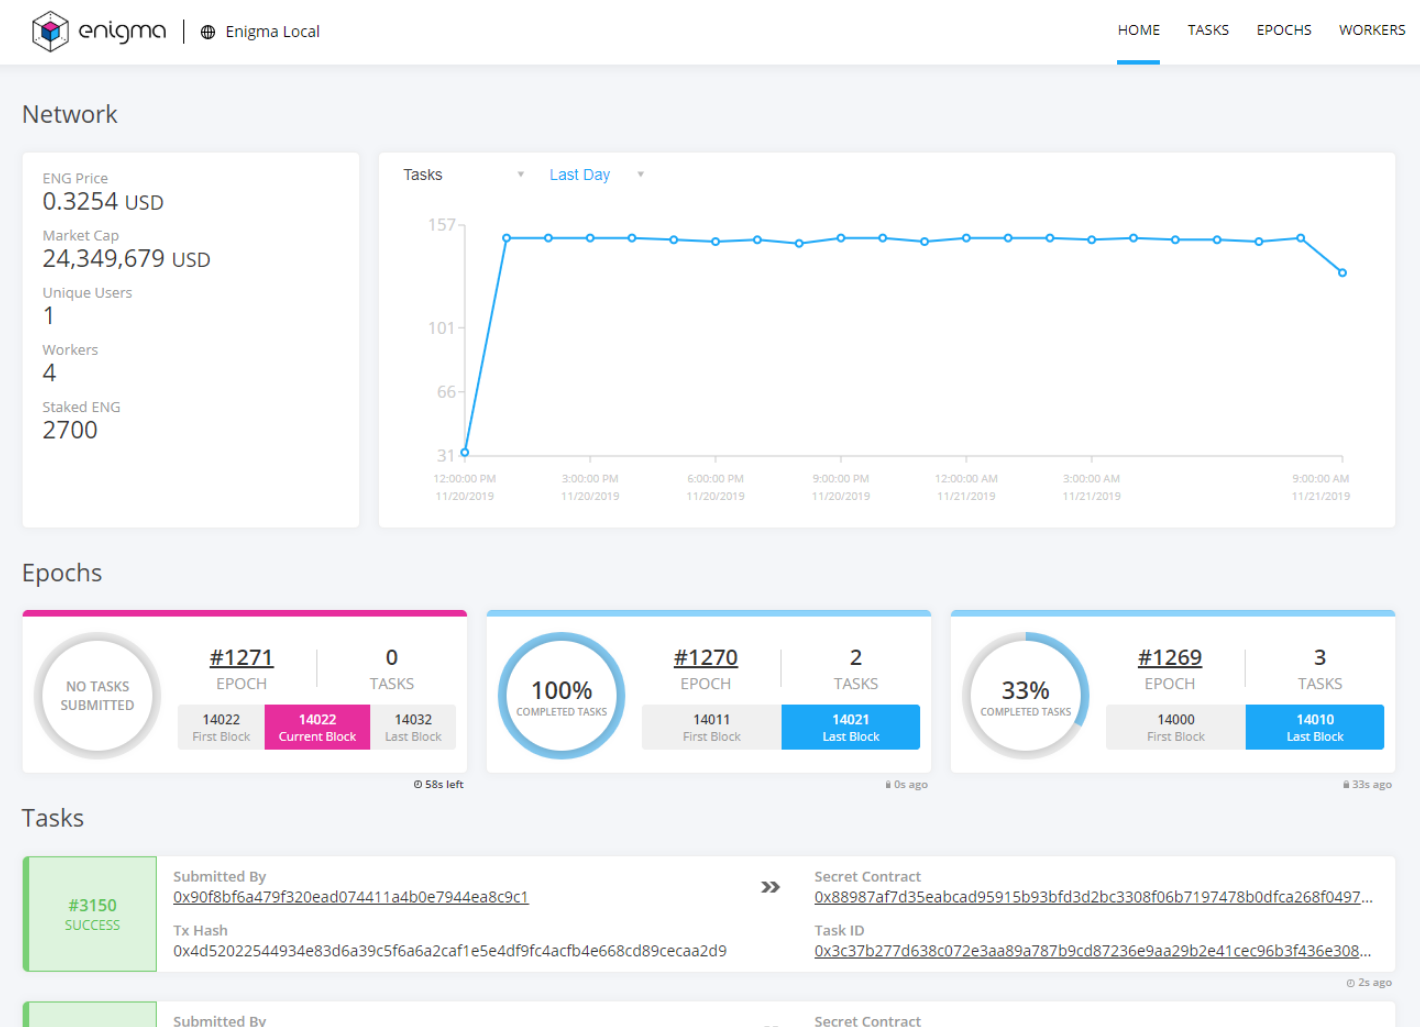 enigma
Enigma Local
HOME
TASKS
EPOCHS
WORKERS
Network
ENG Price
0.3254 USD
Market Cap
24,349,679 USD
Unique Users
1
Workers
4
Staked ENG
2700
Tasks
Last Day
157
101
66
31
12:00:00 PM
11/20/2019
3:00:00 PM
11/20/2019
6:00:00 PM
11/20/2019
9:00:00 PM
11/20/2019
12:00:00 AM
11/21/2019
3:00:00 AM
11/21/2019
9:00:00 AM
11/21/2019
Epochs
NO TASKS
SUBMITTED
#1271
EPOCH
0
TASKS
14022
First Block
14022
Current Block
14032
Last Block
58s left
100%
COMPLETED TASKS
#1270
EPOCH
2
TASKS
14011
First Block
14021
Last Block
0s ago
33%
COMPLETED TASKS
#1269
EPOCH
3
TASKS
14000
First Block
14010
Last Block
33s ago
Tasks
#3150
SUCCESS
Submitted By
0x90f8bf6a479f320ead074411a4b0e7944ea8c9c1
Tx Hash
0x4d52022544934e83d6a39c5f6a6a2caf1e5e4df9fc4acfb4e668cd89cecaa2d9
Secret Contract
0x88987af7d35eabcad95915b93bfd3d2bc3308f06b7197478b0dfca268f0497...
Task ID
0x3c37b277d638c072e3aa89a787b9cd87236e9aa29b2e41cec96b3f436e308...
2s ago
Submitted By
Secret Contract